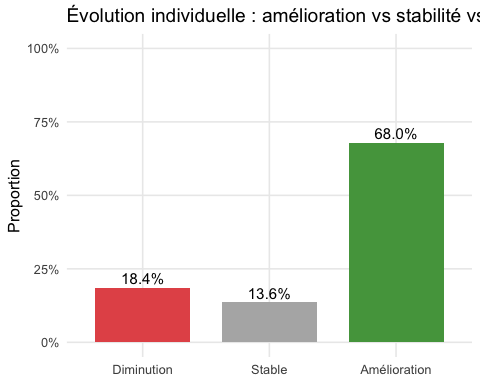 Évolution individuelle : amélioration vs stabilité vs
100%
75%
50%
25%
0%
Proportion
18.4%
13.6%
68.0%
Diminution
Stable
Amélioration